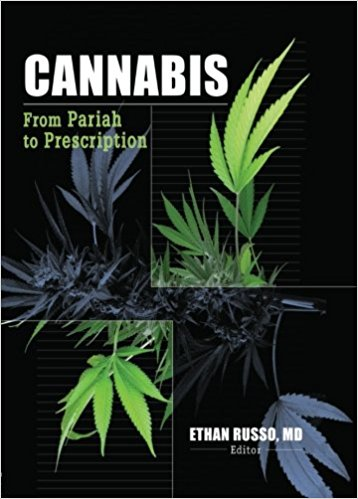 CANNABIS
From Pariah
to Prescription
ETHAN RUSSO, MD
Editor